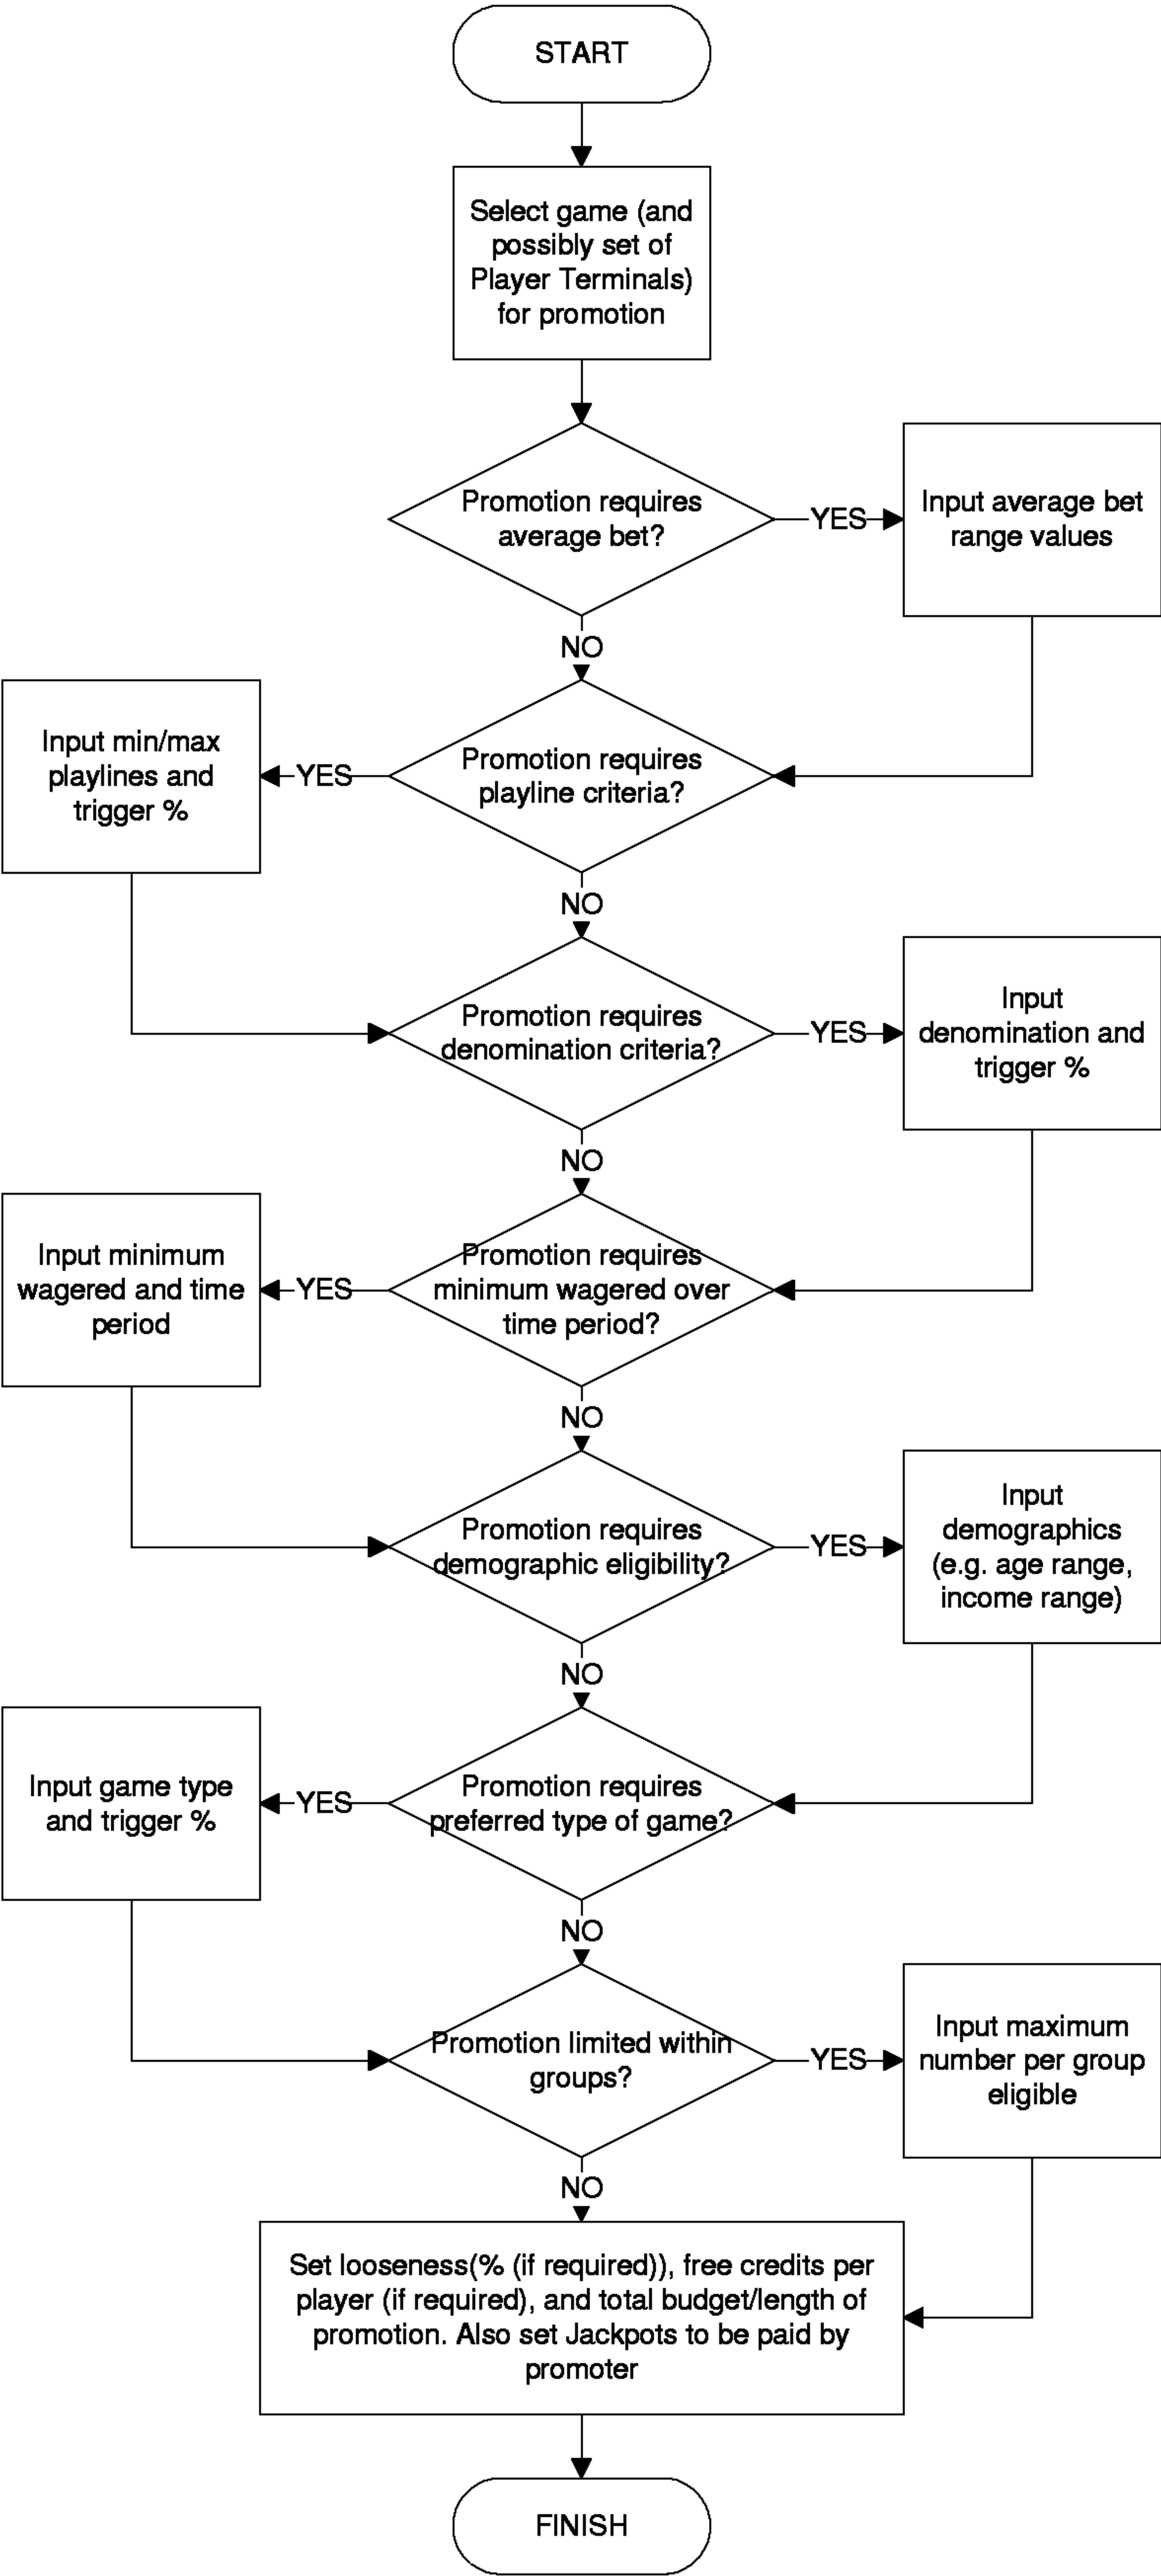 START
Select game (and
possibly set of
Player Terminals)
for promotion
Promotion requires
average bet?
YES
Input average bet
range values
NO
Input min/max
playlines and
trigger %
YES
Promotion requires
playline criteria?
NO
Promotion requires
denomination criteria?
YES
Input
denomination and
trigger %
NO
Input minimum
wagered and time
period
YES
Promotion requires
minimum wagered over
time period?
NO
Promotion requires
demographic eligibility?
YES
Input
demographics
(e.g. age range,
income range)
NO
Input game type
and trigger %
YES
Promotion requires
preferred type of game?
NO
Promotion limited within
groups?
YES
Input maximum
number per group
eligible
NO
Set looseness(% (if required)), free credits per
player (if required), and total budget/length of
promotion. Also set Jackpots to be paid by
promoter
FINISH